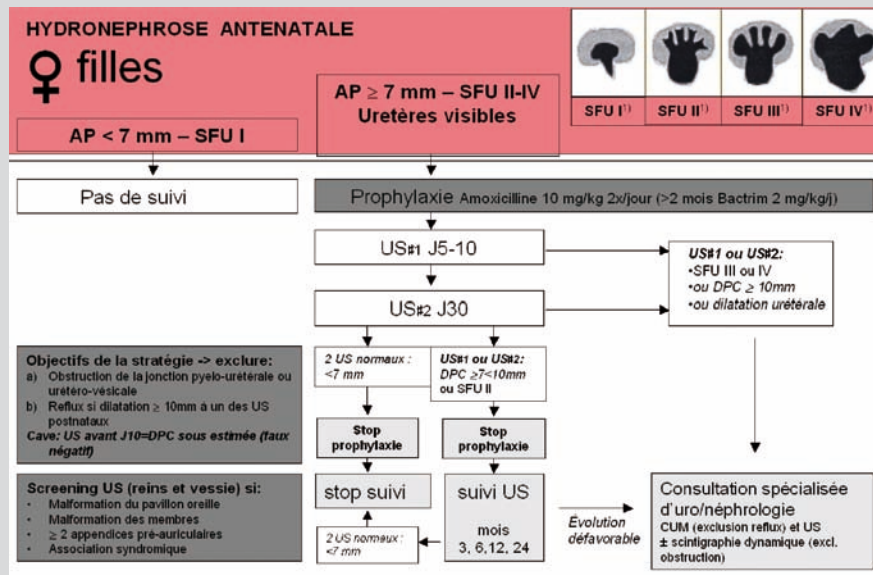 HYDRONEPHROSE ANTENATALE
♀ filles
AP < 7 mm – SFU I
AP ≥ 7 mm – SFU II-IV
Uretères visibles
SFU I¹⁾
SFU II¹⁾
SFU III¹⁾
SFU IV¹⁾
Pas de suivi
Prophylaxie Amoxicilline 10 mg/kg 2x/jour (>2 mois Bactrim 2 mg/kg/j)
US#1 J5-10
US#2 J30
US#1 ou US#2:
•SFU III ou IV
•ou DPC ≥ 10mm
•ou dilatation urétérale
Objectifs de la stratégie -> exclure:
a) Obstruction de la jonction pyelo-urétérale ou
urétéro-vésicale
b) Reflux si dilatation ≥ 10mm à un des US
postnataux
Cave: US avant J10=DPC sous estimée (faux
négatif)
2 US normaux :
<7 mm
US#1 ou US#2:
DPC ≥7<10mm
ou SFU II
Stop
prophylaxie
Stop
prophylaxie
Screening US (reins et vessie) si:
• Malformation du pavillon oreille
• Malformation des membres
• ≥ 2 appendices pré-auriculaires
• Association syndromique
stop suivi
suivi US
mois
3, 6,12, 24
2 US normaux :
<7 mm
Évolution
défavorable
Consultation spécialisée
d'uro/néphrologie
CUM (exclusion reflux) et US
± scintigraphie dynamique (excl.
obstruction)